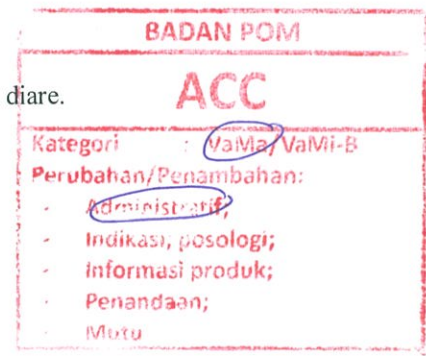 BADAN POM
diare.
ACC
Kategori : VaMa/VaMi-B
Perubahan/Penambahan:
- Administratif;
- Indikasi; posologi;
- Informasi produk;
- Penandaan;
- Mutu